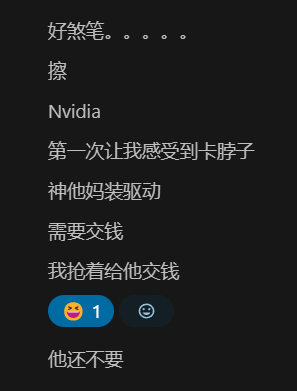 好煞笔。。。。。
擦
Nvidia
第一次让我感受到卡脖子
神他妈装驱动
需要交钱
我抢着给他交钱
1
他还不要